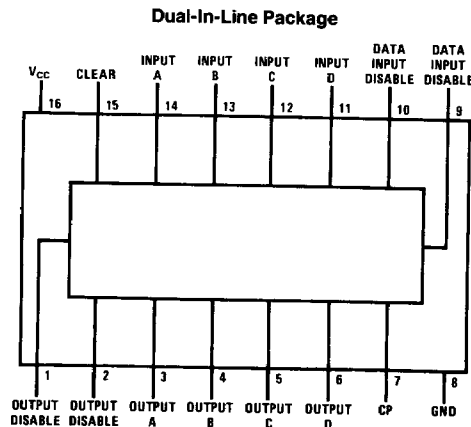 Dual-In-Line Package
VCC CLEAR INPUT A INPUT B INPUT C INPUT D DATA INPUT DISABLE DATA INPUT DISABLE
16 15 14 13 12 11 10 9
1 2 3 4 5 6 7 8
OUTPUT DISABLE OUTPUT DISABLE OUTPUT A OUTPUT B OUTPUT C OUTPUT D CP GND